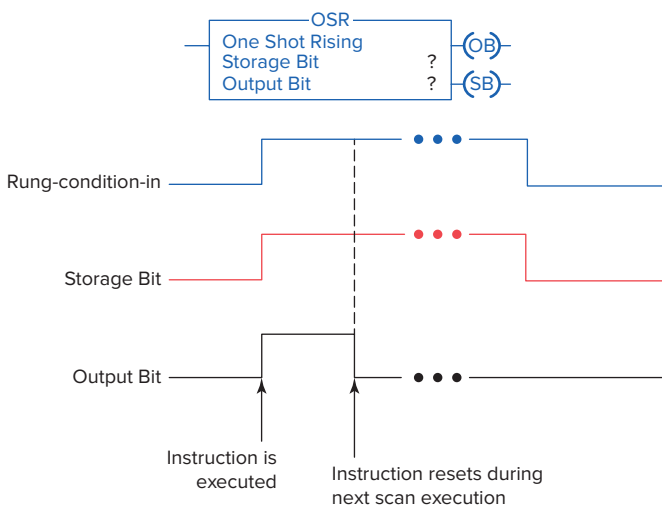 OSR
One Shot Rising
OB
Storage Bit ?
Output Bit ?
SB
Rung-condition-in
Storage Bit
Output Bit
Instruction is
executed
Instruction resets during
next scan execution